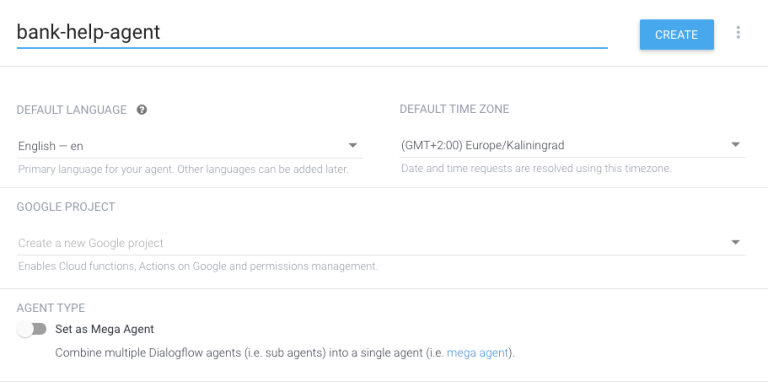 bank-help-agent
CREATE
DEFAULT LANGUAGE
DEFAULT TIME ZONE
English — en
(GMT+2:00) Europe/Kaliningrad
Primary language for your agent. Other languages can be added later.
Date and time requests are resolved using this timezone.
GOOGLE PROJECT
Create a new Google project
Enables Cloud functions, Actions on Google and permissions management.
AGENT TYPE
Set as Mega Agent
Combine multiple Dialogflow agents (i.e. sub agents) into a single agent (i.e. mega agent).